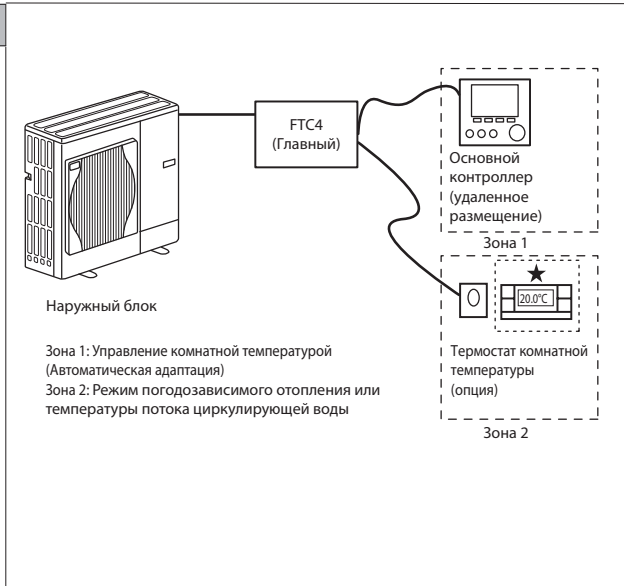 FTC4
(Главный)
Основной
контроллер
(удаленное
размещение)
Зона 1
20.0°C
Наружный блок
Термостат комнатной
температуры
(опция)
Зона 2
Зона 1: Управление комнатной температурой
(Автоматическая адаптация)
Зона 2: Режим погодозависимого отопления или
температуры потока циркулирующей воды